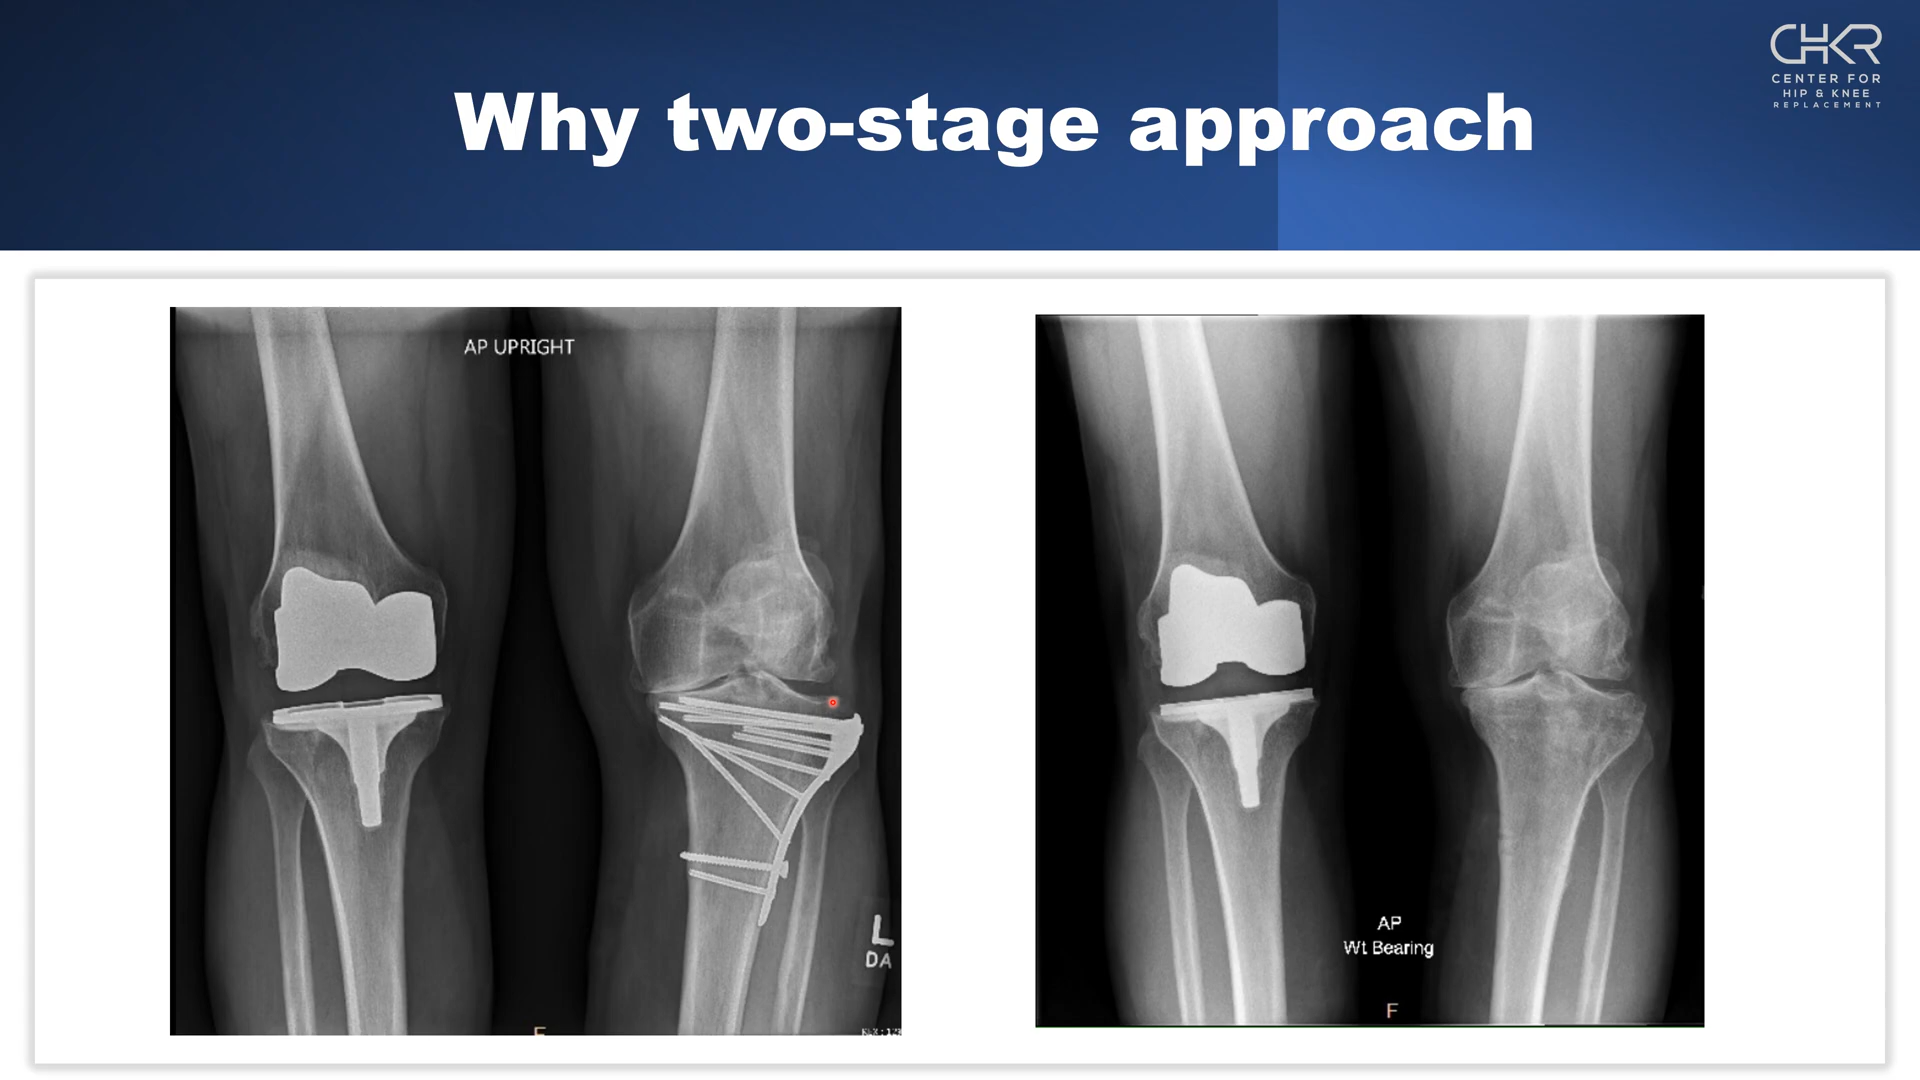 Why two-stage approach
CHKR
CENTER FOR
HIP & KNEE
REPLACEMENT
AP UPRIGHT
L
DA
AP
Wt Bearing
F